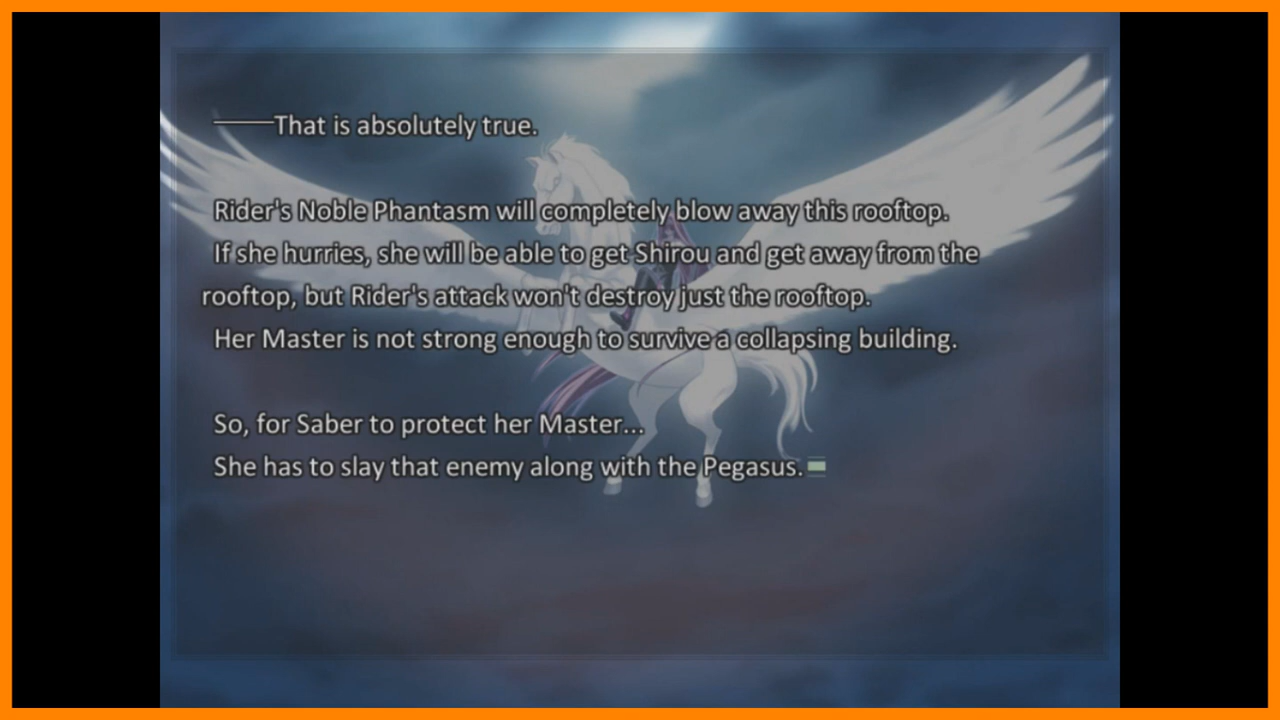 ———That is absolutely true.
Rider's Noble Phantasm will completely blow away this rooftop.
If she hurries, she will be able to get Shirou and get away from the
rooftop, but Rider's attack won't destroy just the rooftop.
Her Master is not strong enough to survive a collapsing building.
So, for Saber to protect her Master...
She has to slay that enemy along with the Pegasus.